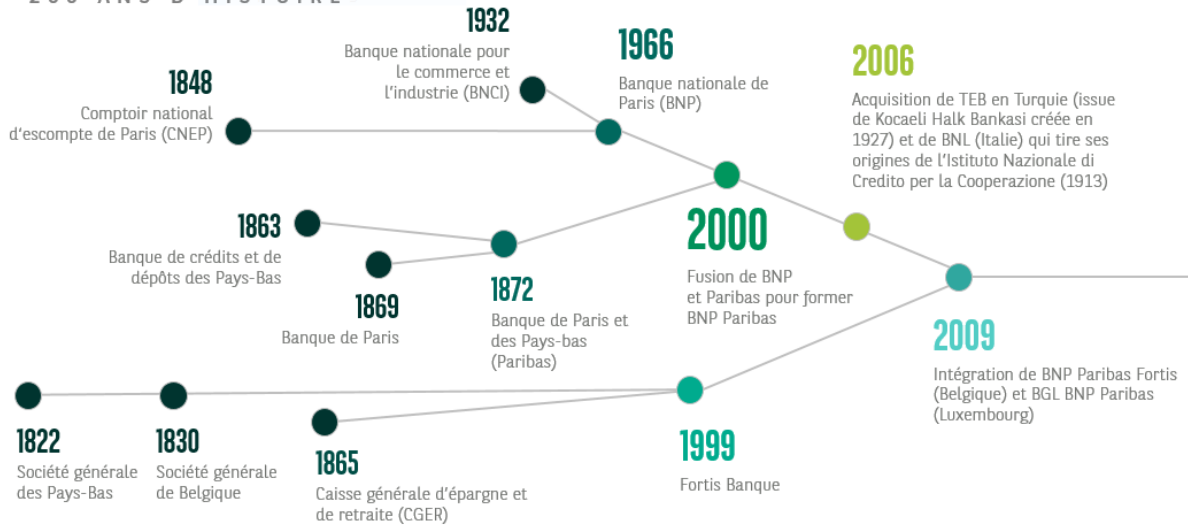 200 ANS D'HISTOIRE
1932
Banque nationale pour
le commerce et
l'industrie (BNCI)
1966
Banque nationale de
Paris (BNP)
2006
Acquisition de TEB en Turquie (issue
de Kocaeli Halk Bankasi créée en
1927) et de BNL (Italie) qui tire ses
origines de l'Istituto Nazionale di
Credito per la Cooperazione (1913)
1848
Comptoir national
d'escompte de Paris (CNEP)
1863
Banque de crédits et de
dépôts des Pays-Bas
1869
Banque de Paris
1872
Banque de Paris et
des Pays-bas
(Paribas)
2000
Fusion de BNP
et Paribas pour former
BNP Paribas
2009
Intégration de BNP Paribas Fortis
(Belgique) et BGL BNP Paribas
(Luxembourg)
1822
Société générale
des Pays-Bas
1830
Société générale
de Belgique
1865
Caisse générale d'épargne et
de retraite (CGER)
1999
Fortis Banque